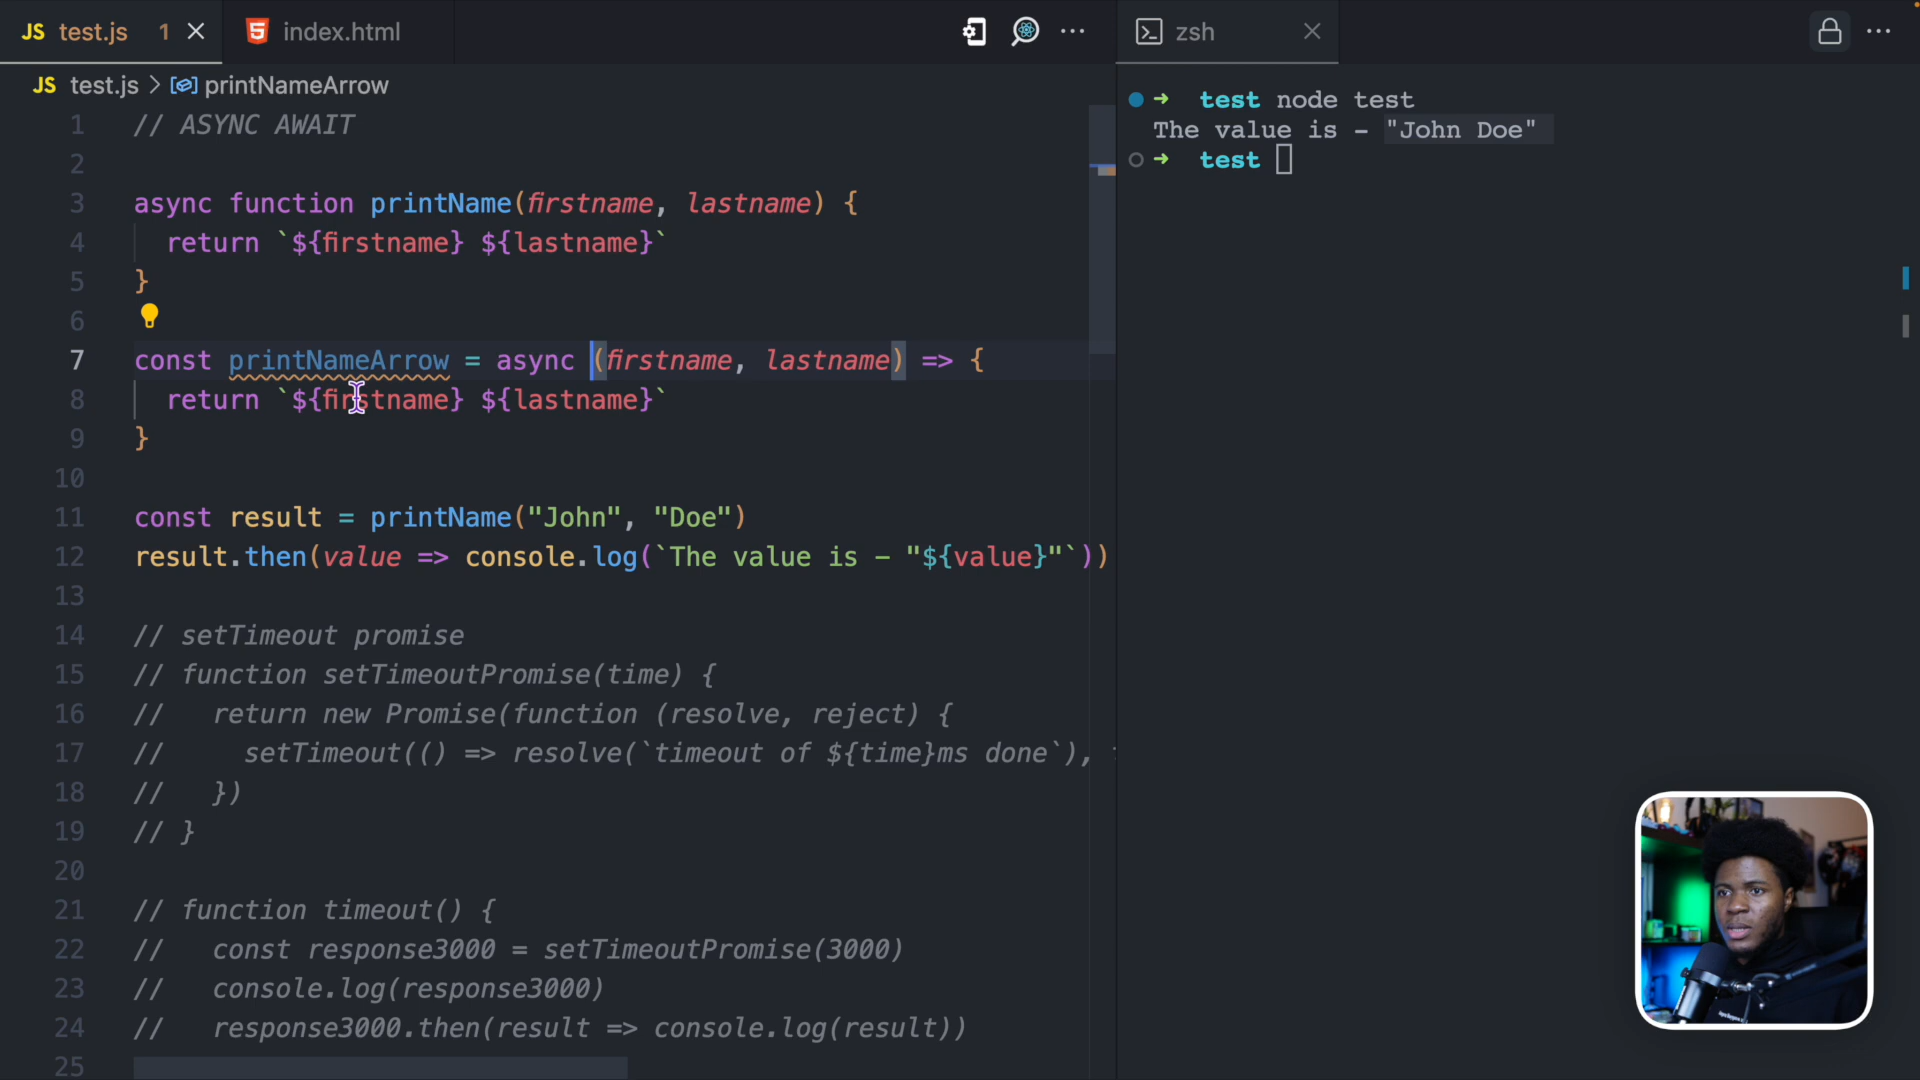 JS test.js 1
index.html
zsh
JS test.js > printNameArrow
1 // ASYNC AWAIT
2
3 async function printName(firstname, lastname) {
4   return `${firstname} ${lastname}`
5 }
6
7 const printNameArrow = async (firstname, lastname) => {
8   return `${firstname} ${lastname}`
9 }
10
11 const result = printName("John", "Doe")
12 result.then(value => console.log(`The value is – "${value}"`))
13
14 // setTimeout promise
15 // function setTimeoutPromise(time) {
16 //   return new Promise(function (resolve, reject) {
17 //     setTimeout(() => resolve(`timeout of ${time}ms done`),
18 //   })
19 // }
20
21 // function timeout() {
22 //   const response3000 = setTimeoutPromise(3000)
23 //   console.log(response3000)
24 //   response3000.then(result => console.log(result))
25
→ test node test
The value is – "John Doe"
→ test